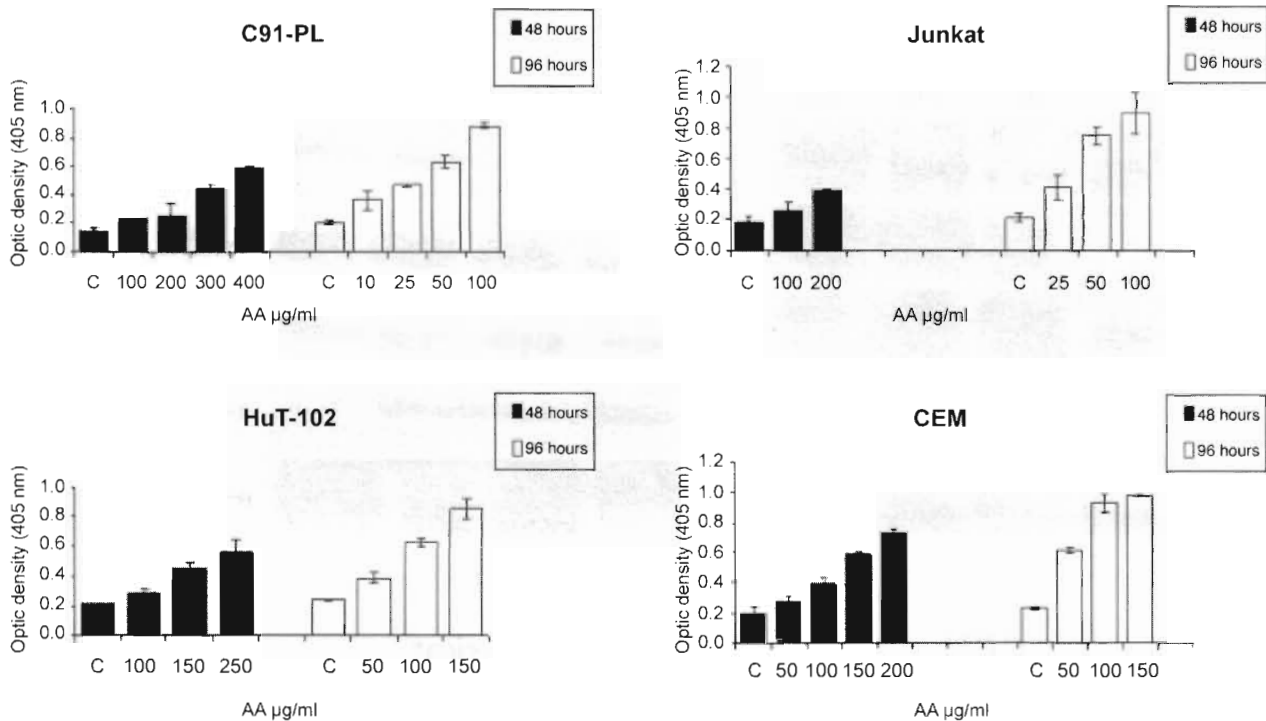 C91-PL
48 hours
96 hours
Optic density (405 nm)
1.0
0.8
0.6
0.4
0.2
0.0
C 100 200 300 400 C 10 25 50 100
AA µg/ml
Junkat
48 hours
96 hours
Optic density (405 nm)
1.2
1.0
0.8
0.6
0.4
0.2
0.0
C 100 200 C 25 50 100
AA µg/ml
HuT-102
48 hours
96 hours
Optic density (405 nm)
1.0
0.8
0.6
0.4
0.2
0.0
C 100 150 250 C 50 100 150
AA µg/ml
CEM
48 hours
96 hours
Optic density (405 nm)
1.2
1.0
0.8
0.6
0.4
0.2
0.0
C 50 100 150 200 C 50 100 150
AA µg/ml